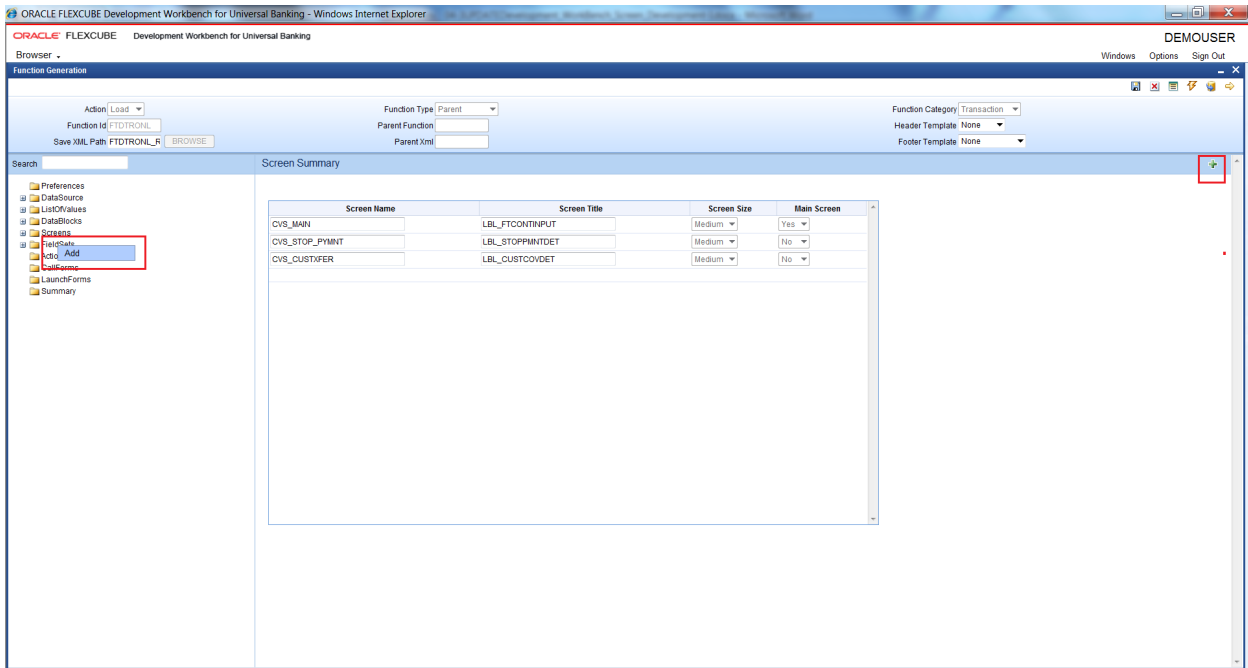 ORACLE FLEXCUBE Development Workbench for Universal Banking - Windows Internet Explorer
ORACLE FLEXCUBE Development Workbench for Universal Banking DEMOUSER
Browser Windows Options Sign Out
Function Generation
Action Load Function Type Parent Function Category Transaction
Function Id FTDTRONL Parent Function Header Template None
Save XML Path FTDTRONL_R BROWSE Parent Xml Footer Template None
Search Screen Summary
Preferences
DataSource
ListOfValues
DataBlocks
Screens
FieldSets
Add
Actio
CallForms
LaunchForms
Summary
Screen Name Screen Title Screen Size Main Screen
CVS_MAIN LBL_FTCONTINPUT Medium Yes
CVS_STOP_PYMNT LBL_STOPPMNTDET Medium No
CVS_CUSTXFER LBL_CUSTCOVDET Medium No